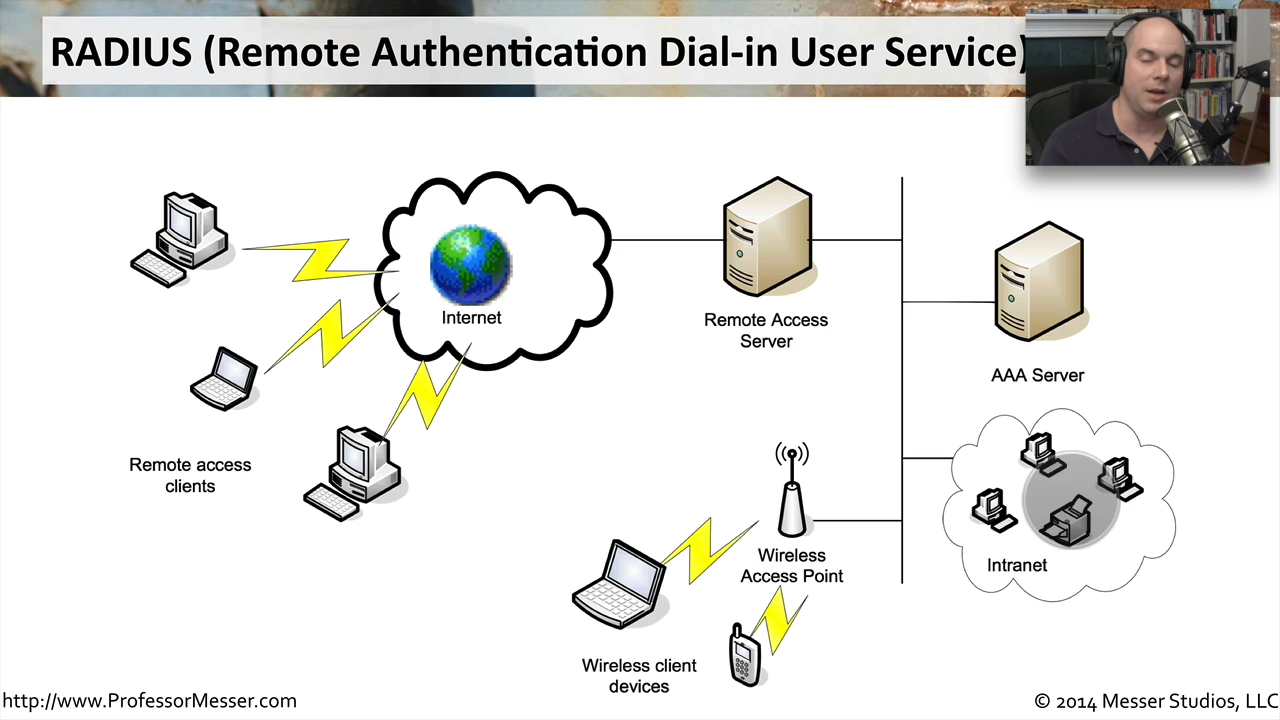 RADIUS (Remote Authentication Dial-in User Service)
Internet
Remote Access
Server
AAA Server
Remote access
clients
Wireless
Access Point
Intranet
Wireless client
devices
http://www.ProfessorMesser.com
© 2014 Messer Studios, LLC